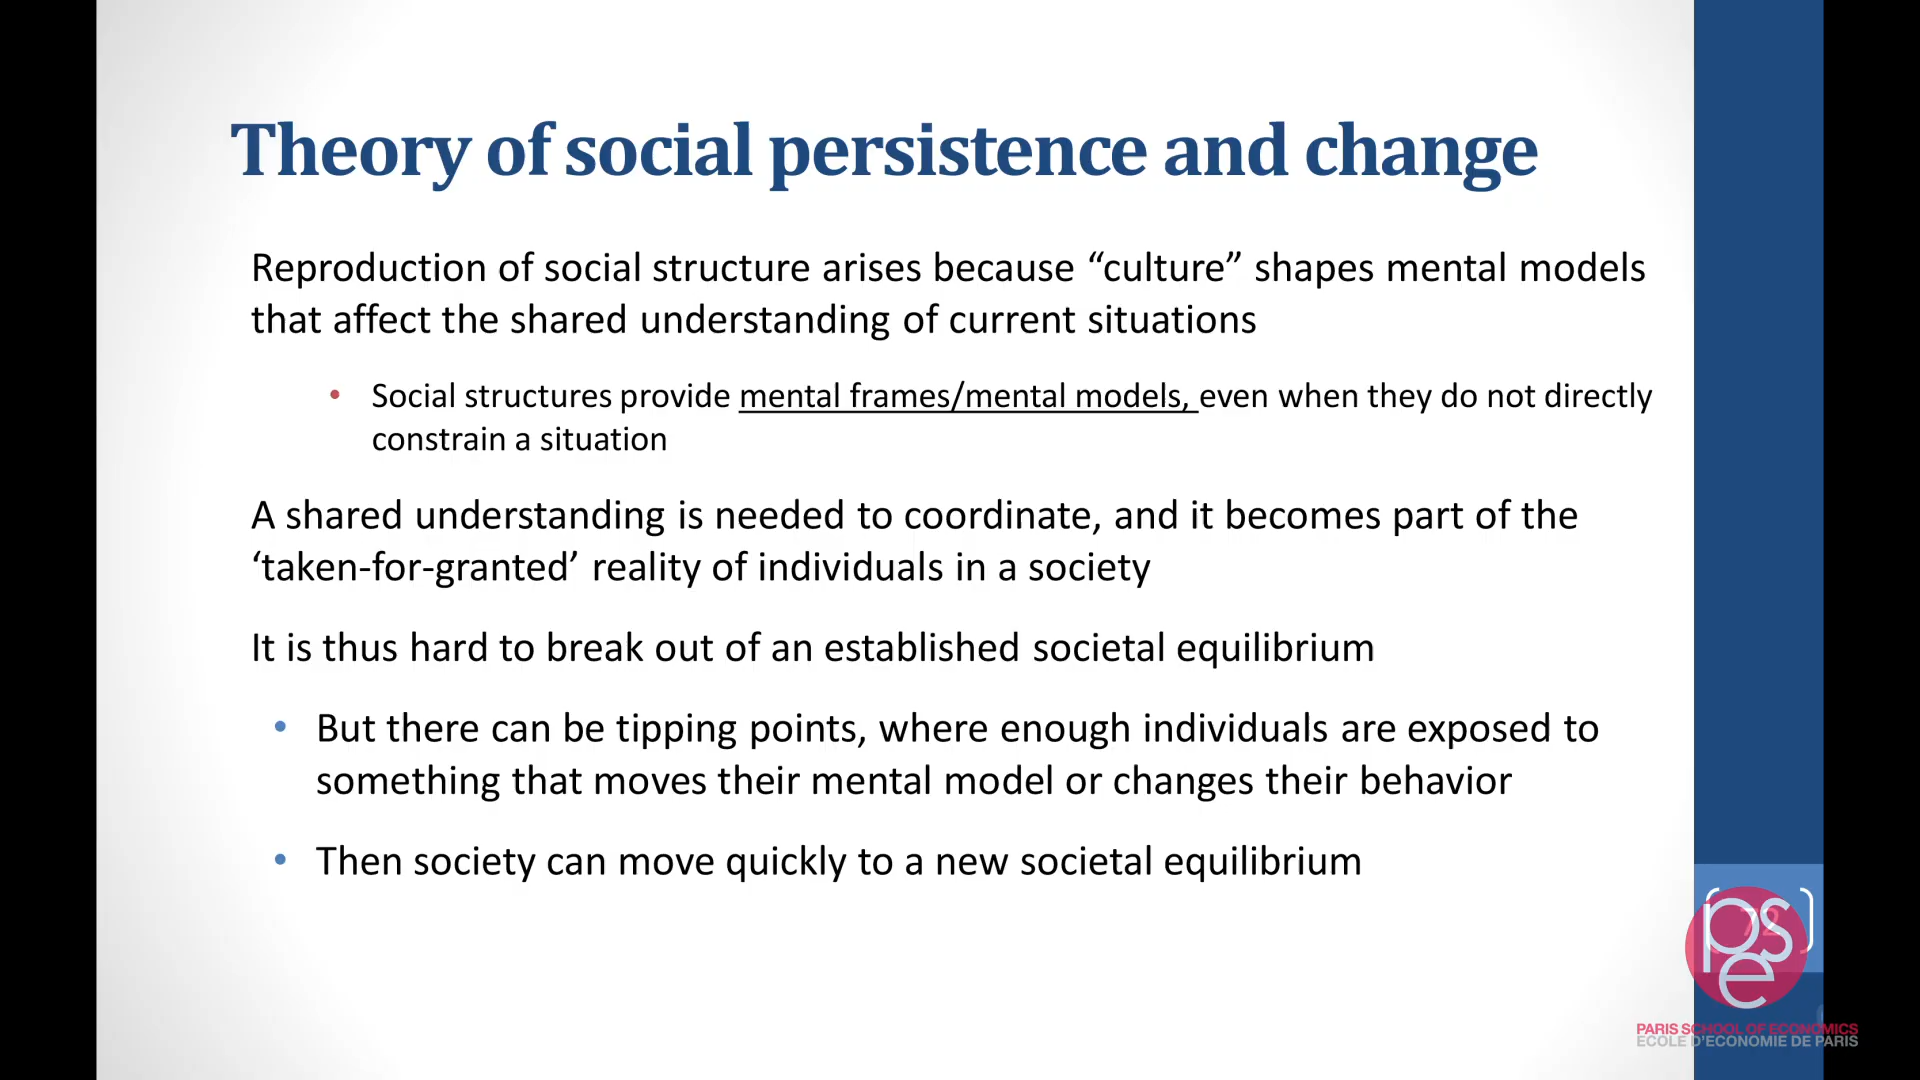 Theory of social persistence and change
Reproduction of social structure arises because “culture” shapes mental models
that affect the shared understanding of current situations
• Social structures provide mental frames/mental models, even when they do not directly
constrain a situation
A shared understanding is needed to coordinate, and it becomes part of the
‘taken-for-granted’ reality of individuals in a society
It is thus hard to break out of an established societal equilibrium
• But there can be tipping points, where enough individuals are exposed to
something that moves their mental model or changes their behavior
• Then society can move quickly to a new societal equilibrium
72
pse
PARIS SCHOOL OF ECONOMICS
ECOLE D'ECONOMIE DE PARIS